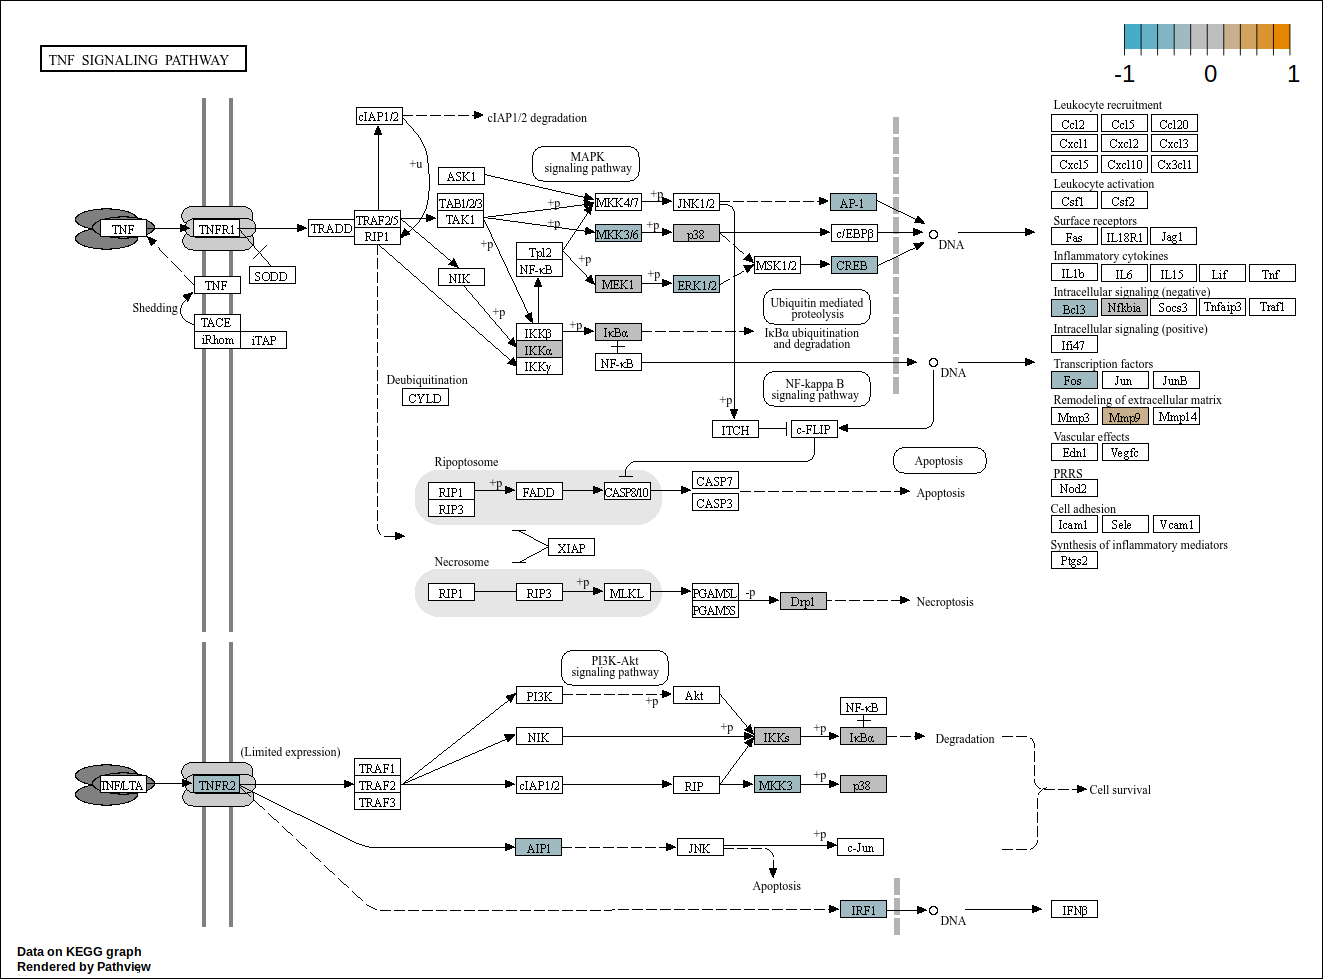 TNF SIGNALING PATHWAY
-1 0 1
cIAP1/2
cIAP1/2 degradation
+u
MAPK
signaling pathway
ASK1
TAB1/2/3
TAK1
+p
+p
+p
MKK4/7
+p
JNK1/2
AP-1
TNF
TNFR1
TRADD
TRAF2/5
RIP1
MKK3/6
+p
p38
c/EBPβ
DNA
Tpl2
NF-κB
+p
MSK1/2
CREB
SODD
TNF
NIK
MEK1
+p
ERK1/2
Shedding
TACE
iRhom
iTAP
+p
Ubiquitin mediated
proteolysis
IKKβ
IKKα
IKKγ
+p
IκBα
NF-κB
IκBα ubiquitination
and degradation
DNA
Deubiquitination
CYLD
NF-kappa B
signaling pathway
+p
ITCH
c-FLIP
Ripoptosome
RIP1
RIP3
+p
FADD
CASP8/10
CASP7
CASP3
Apoptosis
Apoptosis
XIAP
Necrosome
RIP1
RIP3
+p
MLKL
PGAM5L
PGAM5S
-p
Drp1
Necroptosis
Leukocyte recruitment
Ccl2 Ccl5 Ccl20
Cxcl1 Cxcl2 Cxcl3
Cxcl5 Cxcl10 Cx3cl1
Leukocyte activation
Csf1 Csf2
Surface receptors
Fas IL18R1 Jag1
Inflammatory cytokines
IL1b IL6 IL15 Lif Tnf
Intracellular signaling (negative)
Bcl3 Nfkbia Socs3 Tnfaip3 Traf1
Intracellular signaling (positive)
Ifi47
Transcription factors
Fos Jun JunB
Remodeling of extracellular matrix
Mmp3 Mmp9 Mmp14
Vascular effects
Edn1 Vegfc
PRRS
Nod2
Cell adhesion
Icam1 Sele Vcam1
Synthesis of inflammatory mediators
Ptgs2
PI3K-Akt
signaling pathway
PI3K
+p
Akt
NF-κB
NIK
+p
IKKs
+p
IκBα
Degradation
(Limited expression)
TNF/LTA
TNFR2
TRAF1
TRAF2
TRAF3
cIAP1/2
RIP
MKK3
+p
p38
Cell survival
AIP1
JNK
+p
c-Jun
Apoptosis
IRF1
DNA
IFNβ
Data on KEGG graph
Rendered by Pathview